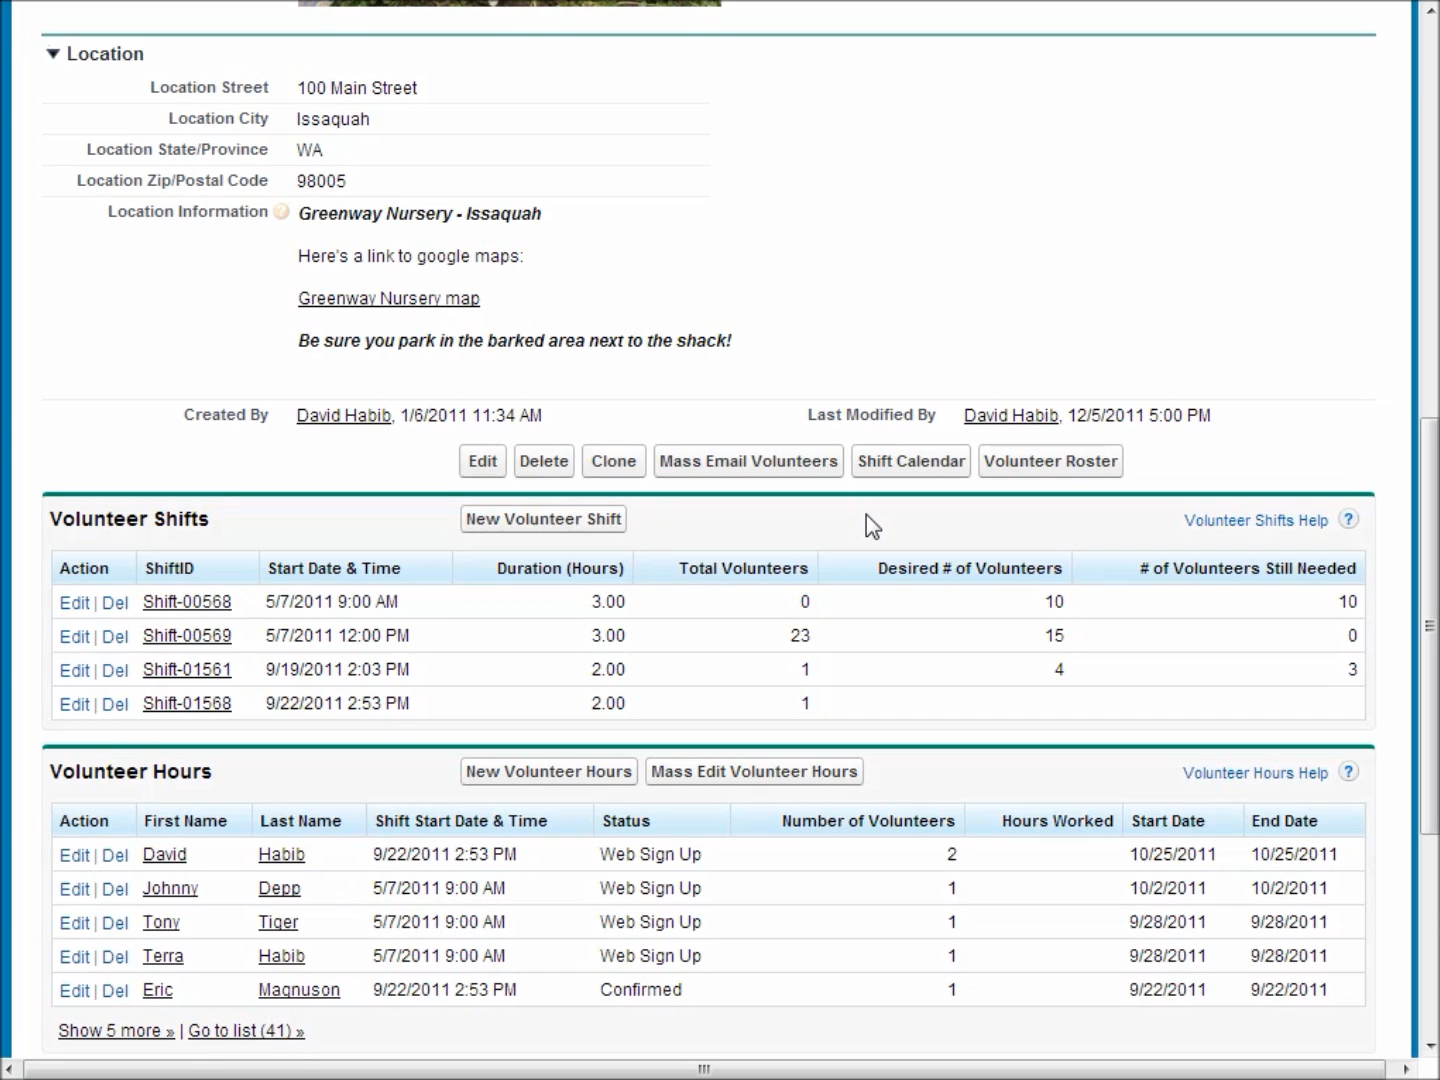 Location
Location Street 100 Main Street
Location City Issaquah
Location State/Province WA
Location Zip/Postal Code 98005
Location Information Greenway Nursery - Issaquah
Here's a link to google maps:
Greenway Nursery map
Be sure you park in the barked area next to the shack!
Created By David Habib, 1/6/2011 11:34 AM Last Modified By David Habib, 12/5/2011 5:00 PM
Edit Delete Clone Mass Email Volunteers Shift Calendar Volunteer Roster
Volunteer Shifts New Volunteer Shift Volunteer Shifts Help ?
Action ShiftID Start Date & Time Duration (Hours) Total Volunteers Desired # of Volunteers # of Volunteers Still Needed
Edit | Del Shift-00568 5/7/2011 9:00 AM 3.00 0 10 10
Edit | Del Shift-00569 5/7/2011 12:00 PM 3.00 23 15 0
Edit | Del Shift-01561 9/19/2011 2:03 PM 2.00 1 4 3
Edit | Del Shift-01568 9/22/2011 2:53 PM 2.00 1
Volunteer Hours New Volunteer Hours Mass Edit Volunteer Hours Volunteer Hours Help ?
Action First Name Last Name Shift Start Date & Time Status Number of Volunteers Hours Worked Start Date End Date
Edit | Del David Habib 9/22/2011 2:53 PM Web Sign Up 2 10/25/2011 10/25/2011
Edit | Del Johnny Depp 5/7/2011 9:00 AM Web Sign Up 1 10/2/2011 10/2/2011
Edit | Del Tony Tiger 5/7/2011 9:00 AM Web Sign Up 1 9/28/2011 9/28/2011
Edit | Del Terra Habib 5/7/2011 9:00 AM Web Sign Up 1 9/28/2011 9/28/2011
Edit | Del Eric Magnuson 9/22/2011 2:53 PM Confirmed 1 9/22/2011 9/22/2011
Show 5 more » | Go to list (41) »